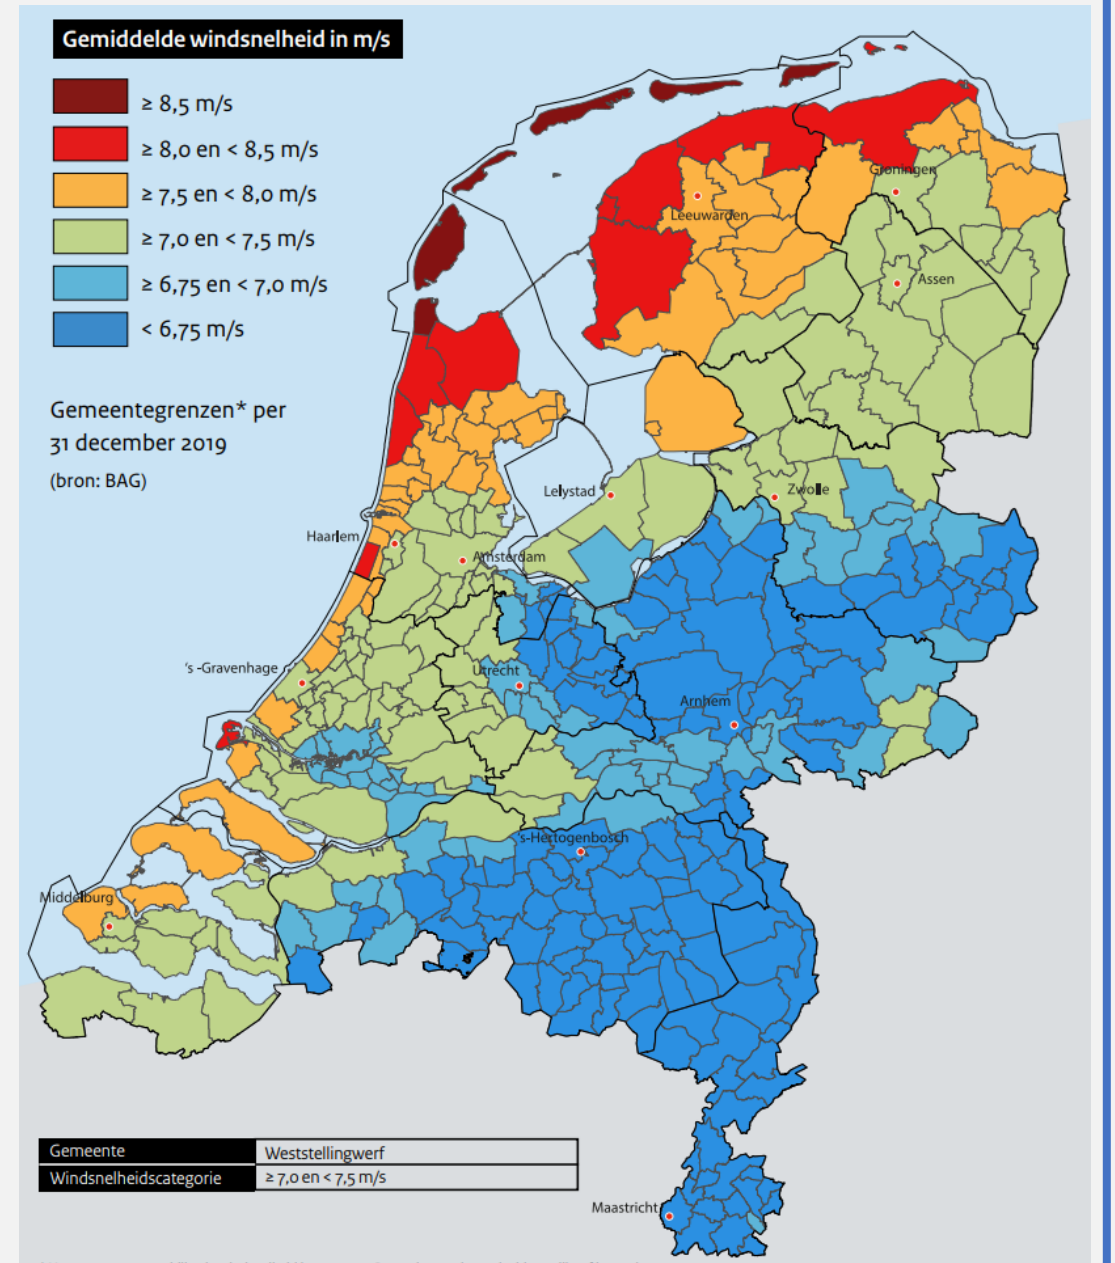 Gemiddelde windsnelheid in m/s
≥ 8,5 m/s
≥ 8,0 en < 8,5 m/s
≥ 7,5 en < 8,0 m/s
≥ 7,0 en < 7,5 m/s
≥ 6,75 en < 7,0 m/s
< 6,75 m/s
Gemeentegrenzen* per
31 december 2019
(bron: BAG)
Groningen
Leeuwarden
Assen
Lelystad
Zwolle
Haarlem
Amsterdam
's -Gravenhage
Utrecht
Arnhem
's-Hertogenbosch
Middelburg
Gemeente Weststellingwerf
Windsnelheidscategorie ≥ 7,0 en < 7,5 m/s
Maastricht